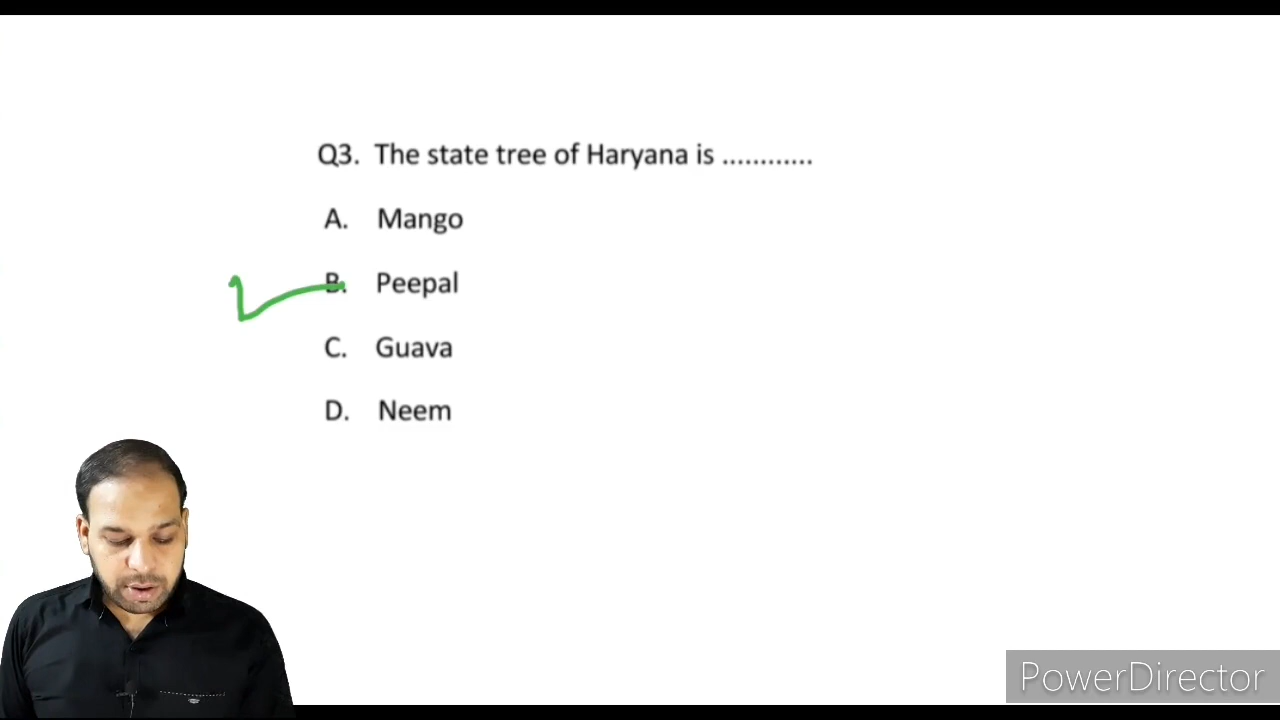 Q3. The state tree of Haryana is ............
A. Mango
B. Peepal
C. Guava
D. Neem
PowerDirector